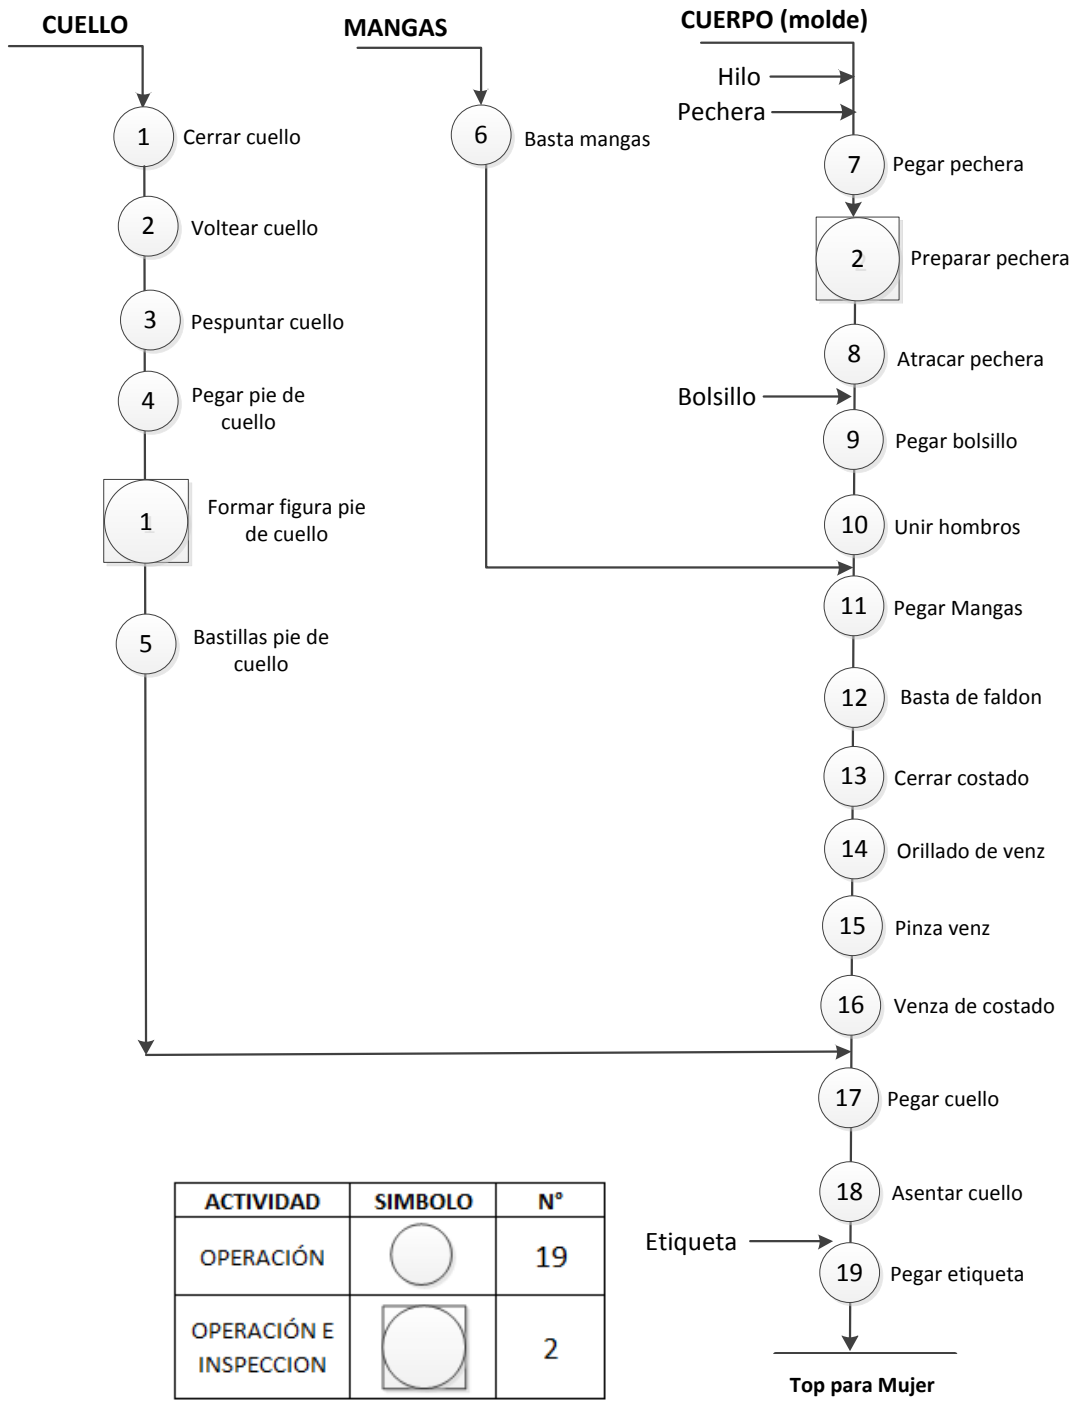 CUELLO
1
Cerrar cuello
2
Voltear cuello
3
Pespuntar cuello
4
Pegar pie de
cuello
1
Formar figura pie
de cuello
5
Bastillas pie de
cuello
MANGAS
6
Basta mangas
CUERPO (molde)
Hilo
Pechera
7
Pegar pechera
2
Preparar pechera
8
Atracar pechera
Bolsillo
9
Pegar bolsillo
10
Unir hombros
11
Pegar Mangas
12
Basta de faldon
13
Cerrar costado
14
Orillado de venz
15
Pinza venz
16
Venza de costado
17
Pegar cuello
18
Asentar cuello
Etiqueta
19
Pegar etiqueta
Top para Mujer
ACTIVIDAD SIMBOLO N°
OPERACIÓN 19
OPERACIÓN E
INSPECCION 2